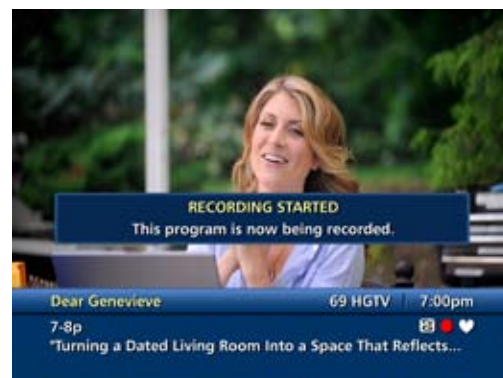 RECORDING STARTED
This program is now being recorded.
Dear Genevieve 69 HGTV 7:00pm
7-8p
"Turning a Dated Living Room Into a Space That Reflects...